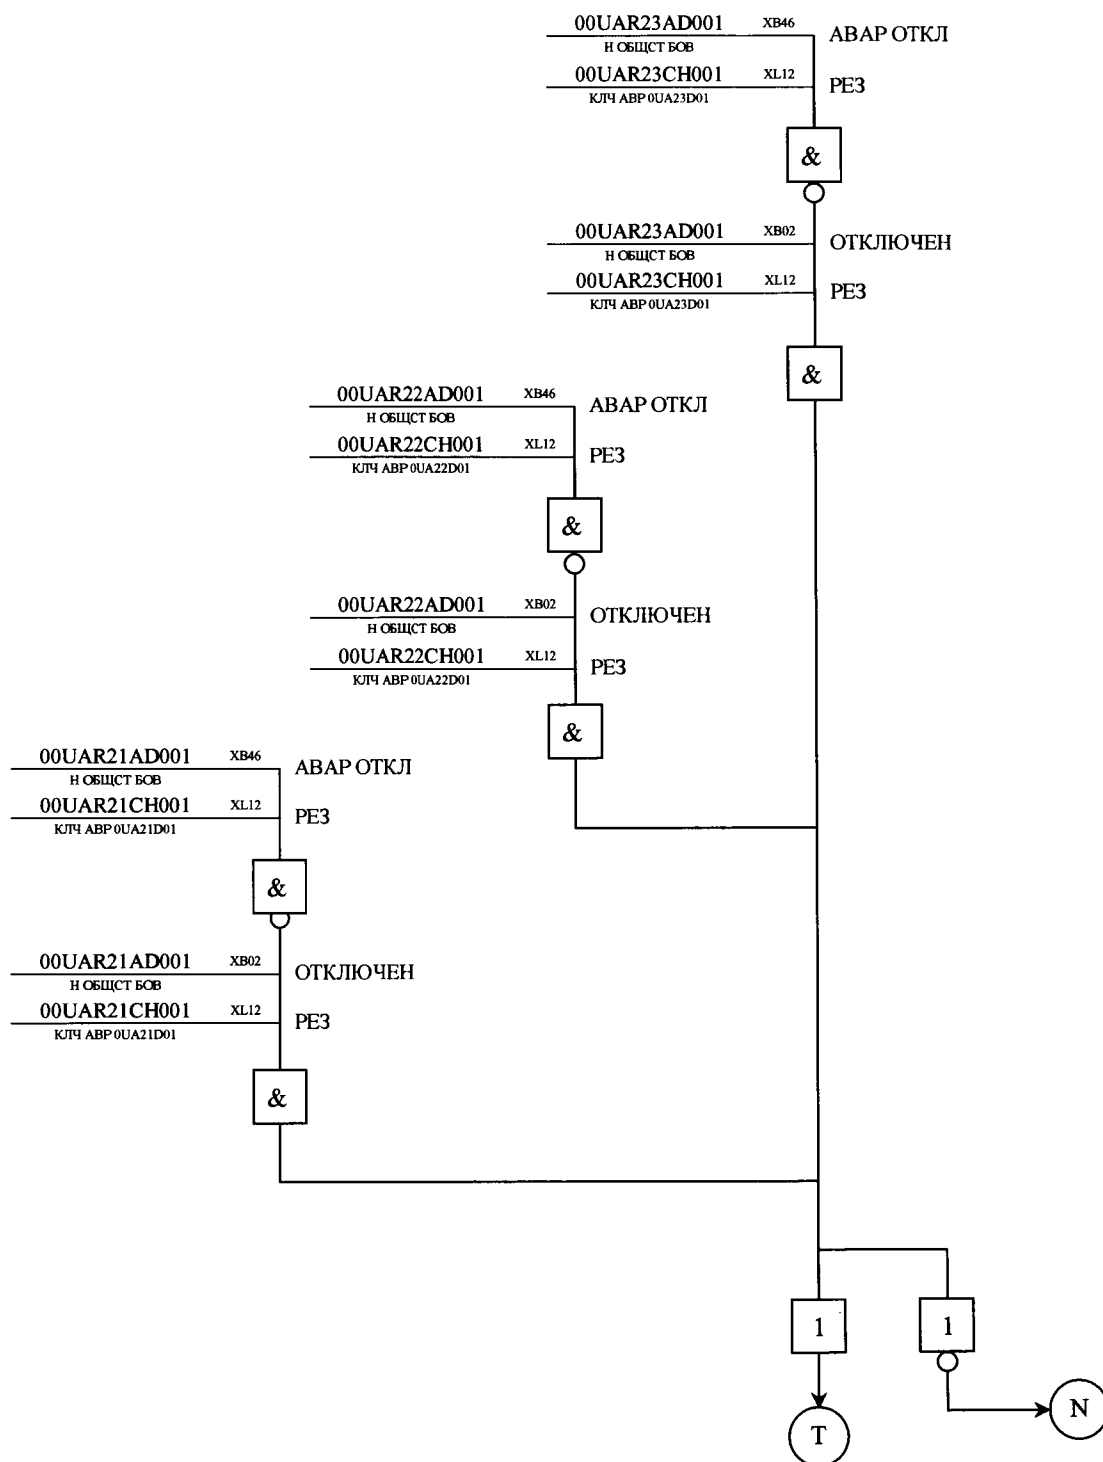 00UAR23AD001 XB46 АВАР ОТКЛ
Н ОБЩСТ БОВ
00UAR23CH001 XL12 РЕЗ
КЛЧ АВР 0UA23D01
&
00UAR23AD001 XB02 ОТКЛЮЧЕН
Н ОБЩСТ БОВ
00UAR23CH001 XL12 РЕЗ
КЛЧ АВР 0UA23D01
&
00UAR22AD001 XB46 АВАР ОТКЛ
Н ОБЩСТ БОВ
00UAR22CH001 XL12 РЕЗ
КЛЧ АВР 0UA22D01
&
00UAR22AD001 XB02 ОТКЛЮЧЕН
Н ОБЩСТ БОВ
00UAR22CH001 XL12 РЕЗ
КЛЧ АВР 0UA22D01
&
00UAR21AD001 XB46 АВАР ОТКЛ
Н ОБЩСТ БОВ
00UAR21CH001 XL12 РЕЗ
КЛЧ АВР 0UA21D01
&
00UAR21AD001 XB02 ОТКЛЮЧЕН
Н ОБЩСТ БОВ
00UAR21CH001 XL12 РЕЗ
КЛЧ АВР 0UA21D01
&
1 1
T N